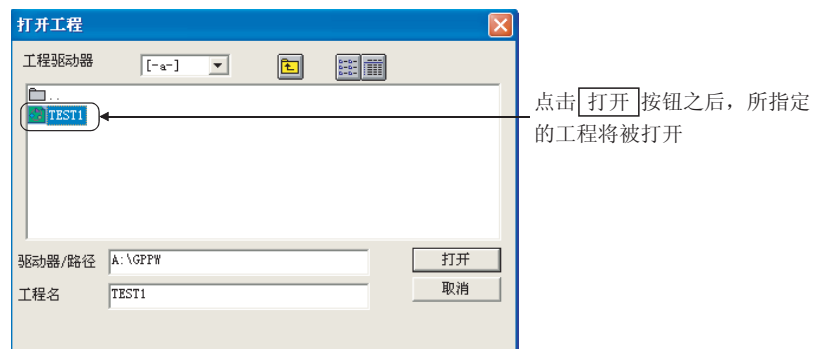 打开工程
工程驱动器 [-a-]
..
TEST1
点击 打开 按钮之后，所指定
的工程将被打开
驱动器/路径 A:\GPPW 打开
工程名 TEST1 取消